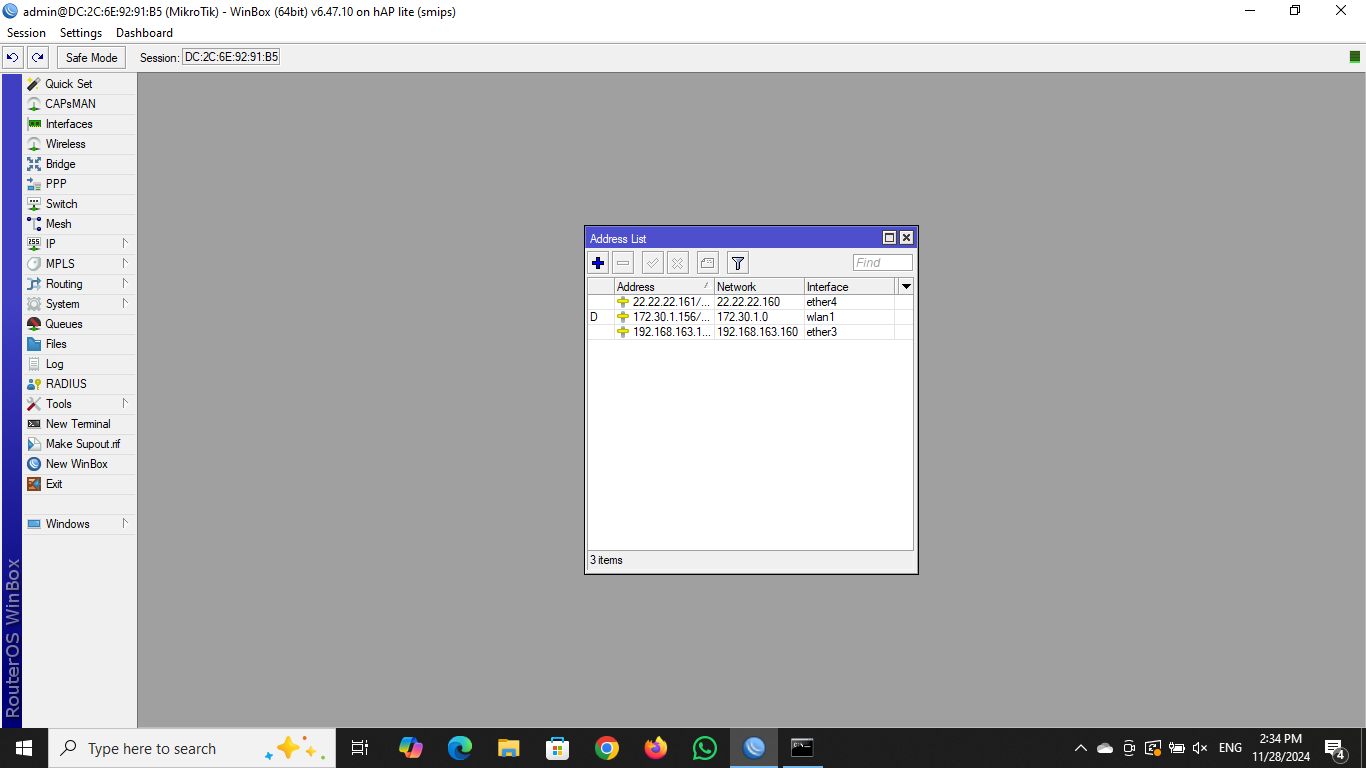 admin@DC:2C:6E:92:91:B5 (MikroTik) - WinBox (64bit) v6.47.10 on hAP lite (smips)
Session Settings Dashboard
Safe Mode Session: DC:2C:6E:92:91:B5
Quick Set
CAPsMAN
Interfaces
Wireless
Bridge
PPP
Switch
Mesh
IP
MPLS
Routing
System
Queues
Files
Log
RADIUS
Tools
New Terminal
Make Supout.rif
New WinBox
Exit
Windows
RouterOS WinBox
Address List
Find
Address Network Interface
22.22.22.161/... 22.22.22.160 ether4
D 172.30.1.156/... 172.30.1.0 wlan1
192.168.163.1... 192.168.163.160 ether3
3 items
Type here to search
ENG
2:34 PM
11/28/2024
4